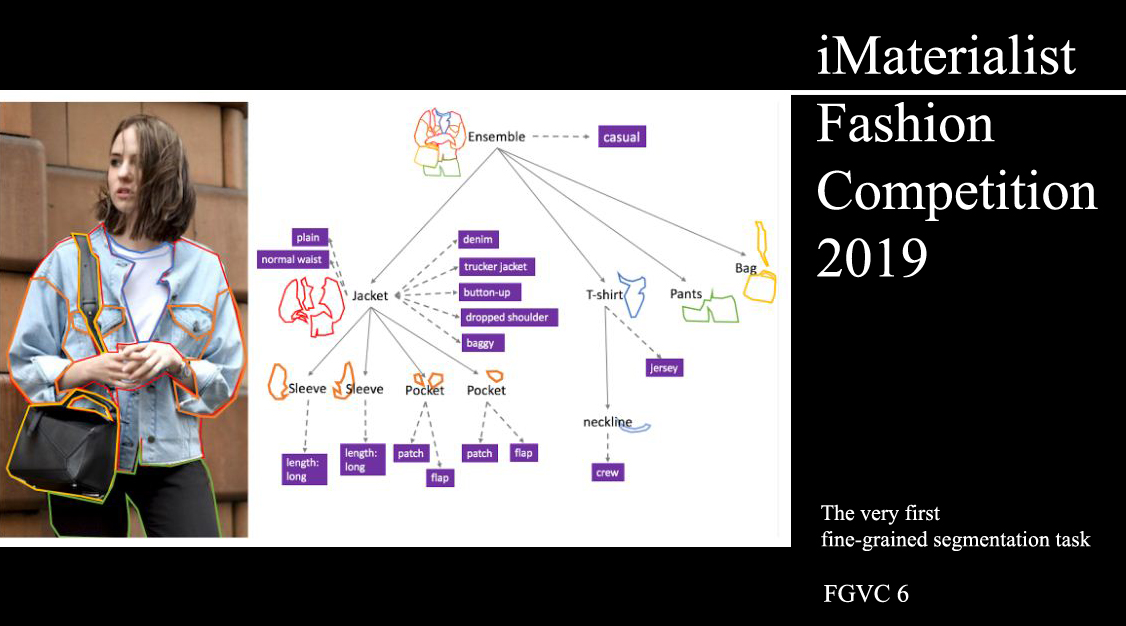 iMaterialist
Fashion
Competition
2019
Ensemble
casual
plain
normal waist
denim
trucker jacket
button-up
dropped shoulder
baggy
Jacket
T-shirt
Pants
Bag
jersey
Sleeve
Sleeve
Pocket
Pocket
neckline
length:
long
length:
long
patch
flap
patch
flap
crew
The very first
fine-grained segmentation task
FGVC 6